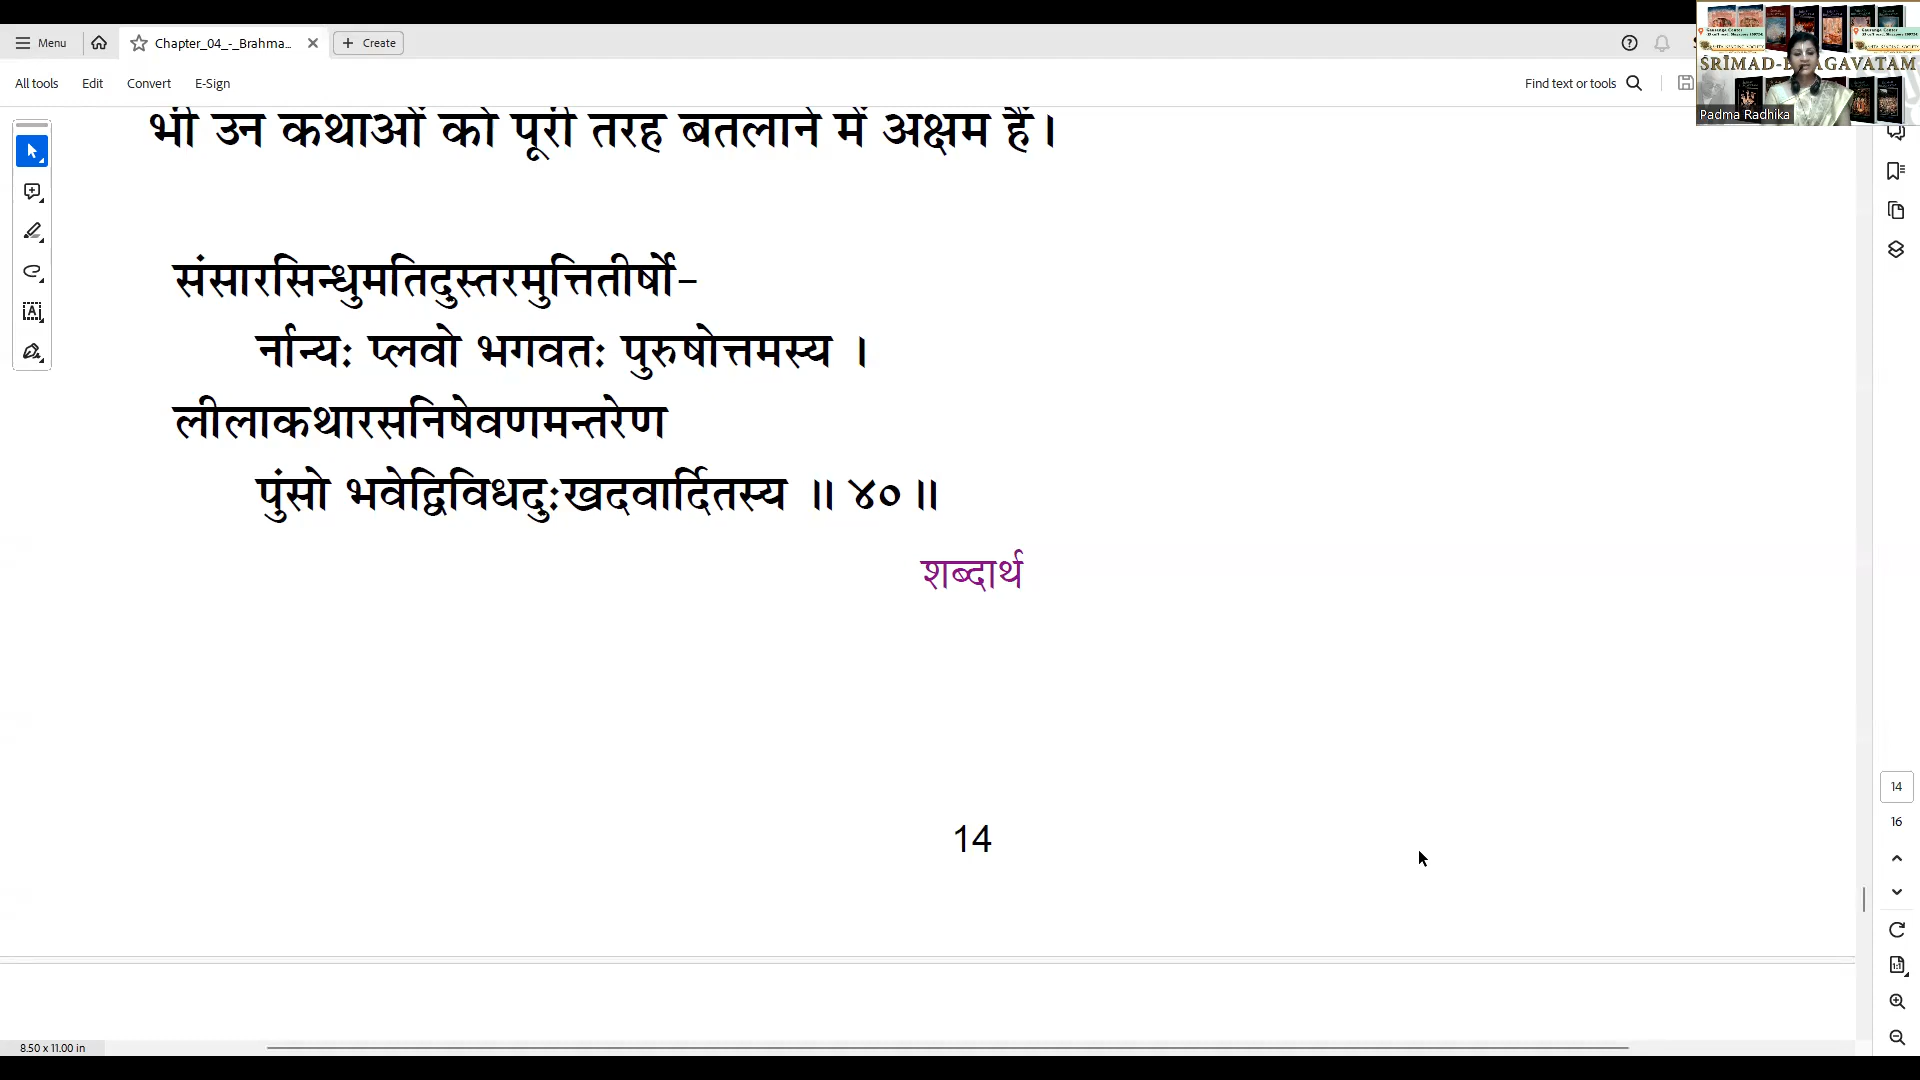 Menu
Chapter_04_-_Brahma...
Create
All tools
Edit
Convert
E-Sign
Find text or tools
ŚRĪMAD-BHAGAVATAM
Padma Radhika
भी उन कथाओं को पूरी तरह बतलाने में अक्षम हैं।
संसारसिन्धुमतिदुस्तरमुत्तितीर्षो-
र्नान्यः प्लवो भगवतः पुरुषोत्तमस्य ।
लीलाकथारसनिषेवणमन्तरेण
पुंसो भवेद्विविधदुःखदवार्दितस्य ॥ ४० ॥
शब्दार्थ
14
14
16
8.50 x 11.00 in